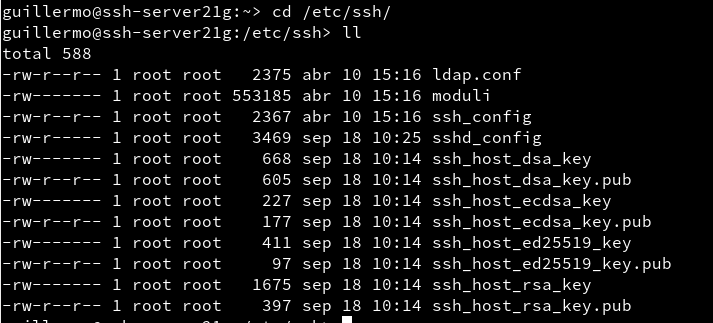 guillermo@ssh-server21g:~> cd /etc/ssh/
guillermo@ssh-server21g:/etc/ssh> ll
total 588
-rw-r--r-- 1 root root   2375 abr 10 15:16 ldap.conf
-rw------- 1 root root 553185 abr 10 15:16 moduli
-rw-r--r-- 1 root root   2367 abr 10 15:16 ssh_config
-rw-r----- 1 root root   3469 sep 18 10:25 sshd_config
-rw------- 1 root root    668 sep 18 10:14 ssh_host_dsa_key
-rw-r--r-- 1 root root    605 sep 18 10:14 ssh_host_dsa_key.pub
-rw------- 1 root root    227 sep 18 10:14 ssh_host_ecdsa_key
-rw-r--r-- 1 root root    177 sep 18 10:14 ssh_host_ecdsa_key.pub
-rw------- 1 root root    411 sep 18 10:14 ssh_host_ed25519_key
-rw-r--r-- 1 root root     97 sep 18 10:14 ssh_host_ed25519_key.pub
-rw------- 1 root root   1675 sep 18 10:14 ssh_host_rsa_key
-rw-r--r-- 1 root root    397 sep 18 10:14 ssh_host_rsa_key.pub
guillermo@ssh-server21g:/etc/ssh>